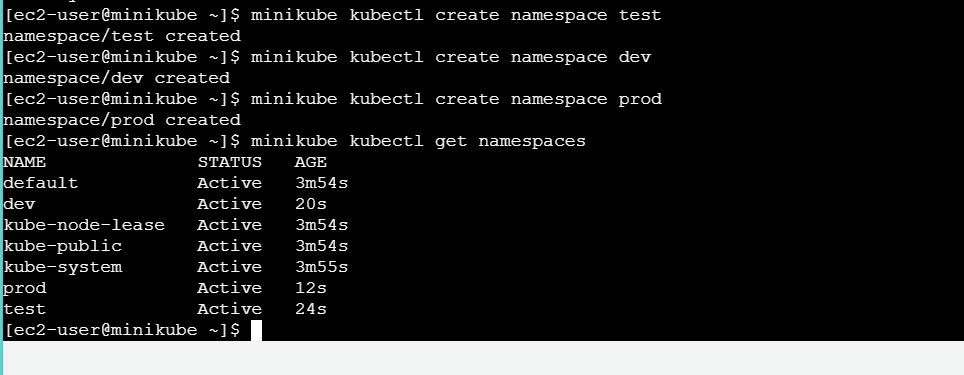 [ec2-user@minikube ~]$ minikube kubectl create namespace test
namespace/test created
[ec2-user@minikube ~]$ minikube kubectl create namespace dev
namespace/dev created
[ec2-user@minikube ~]$ minikube kubectl create namespace prod
namespace/prod created
[ec2-user@minikube ~]$ minikube kubectl get namespaces
NAME              STATUS   AGE
default           Active   3m54s
dev               Active   20s
kube-node-lease   Active   3m54s
kube-public       Active   3m54s
kube-system       Active   3m55s
prod              Active   12s
test              Active   24s
[ec2-user@minikube ~]$